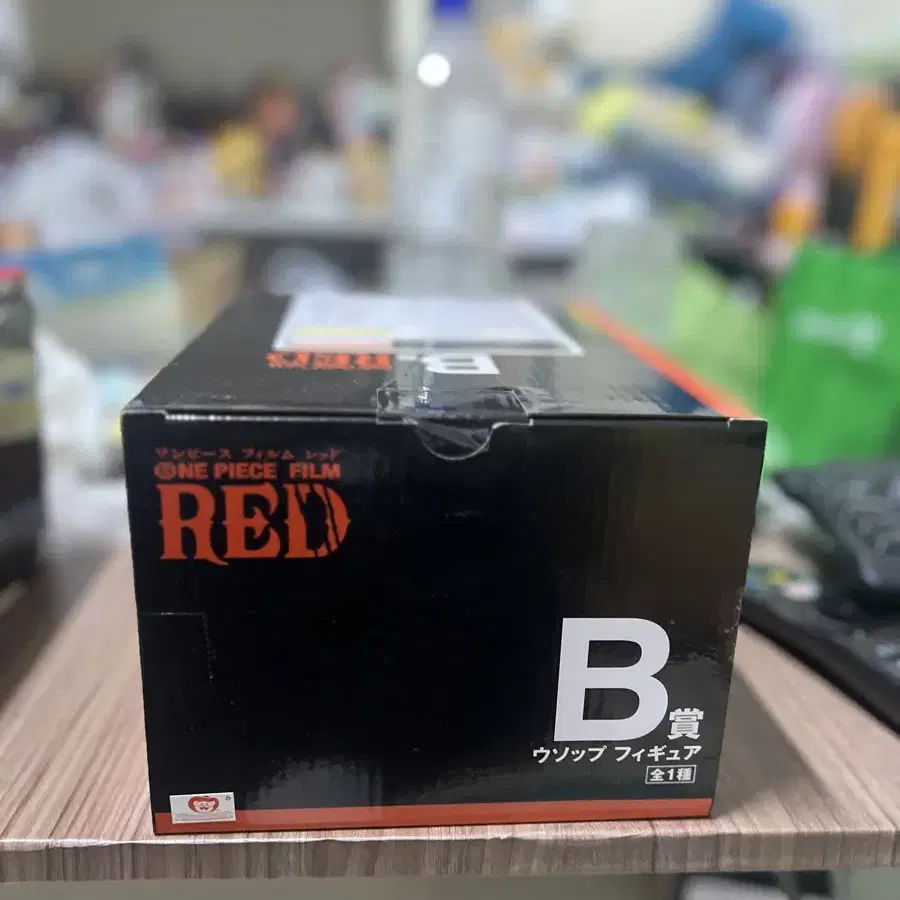 B
ワンピース フィルム レッド
ONE PIECE FILM
RED
B賞
ウソップ フィギュア
全1種